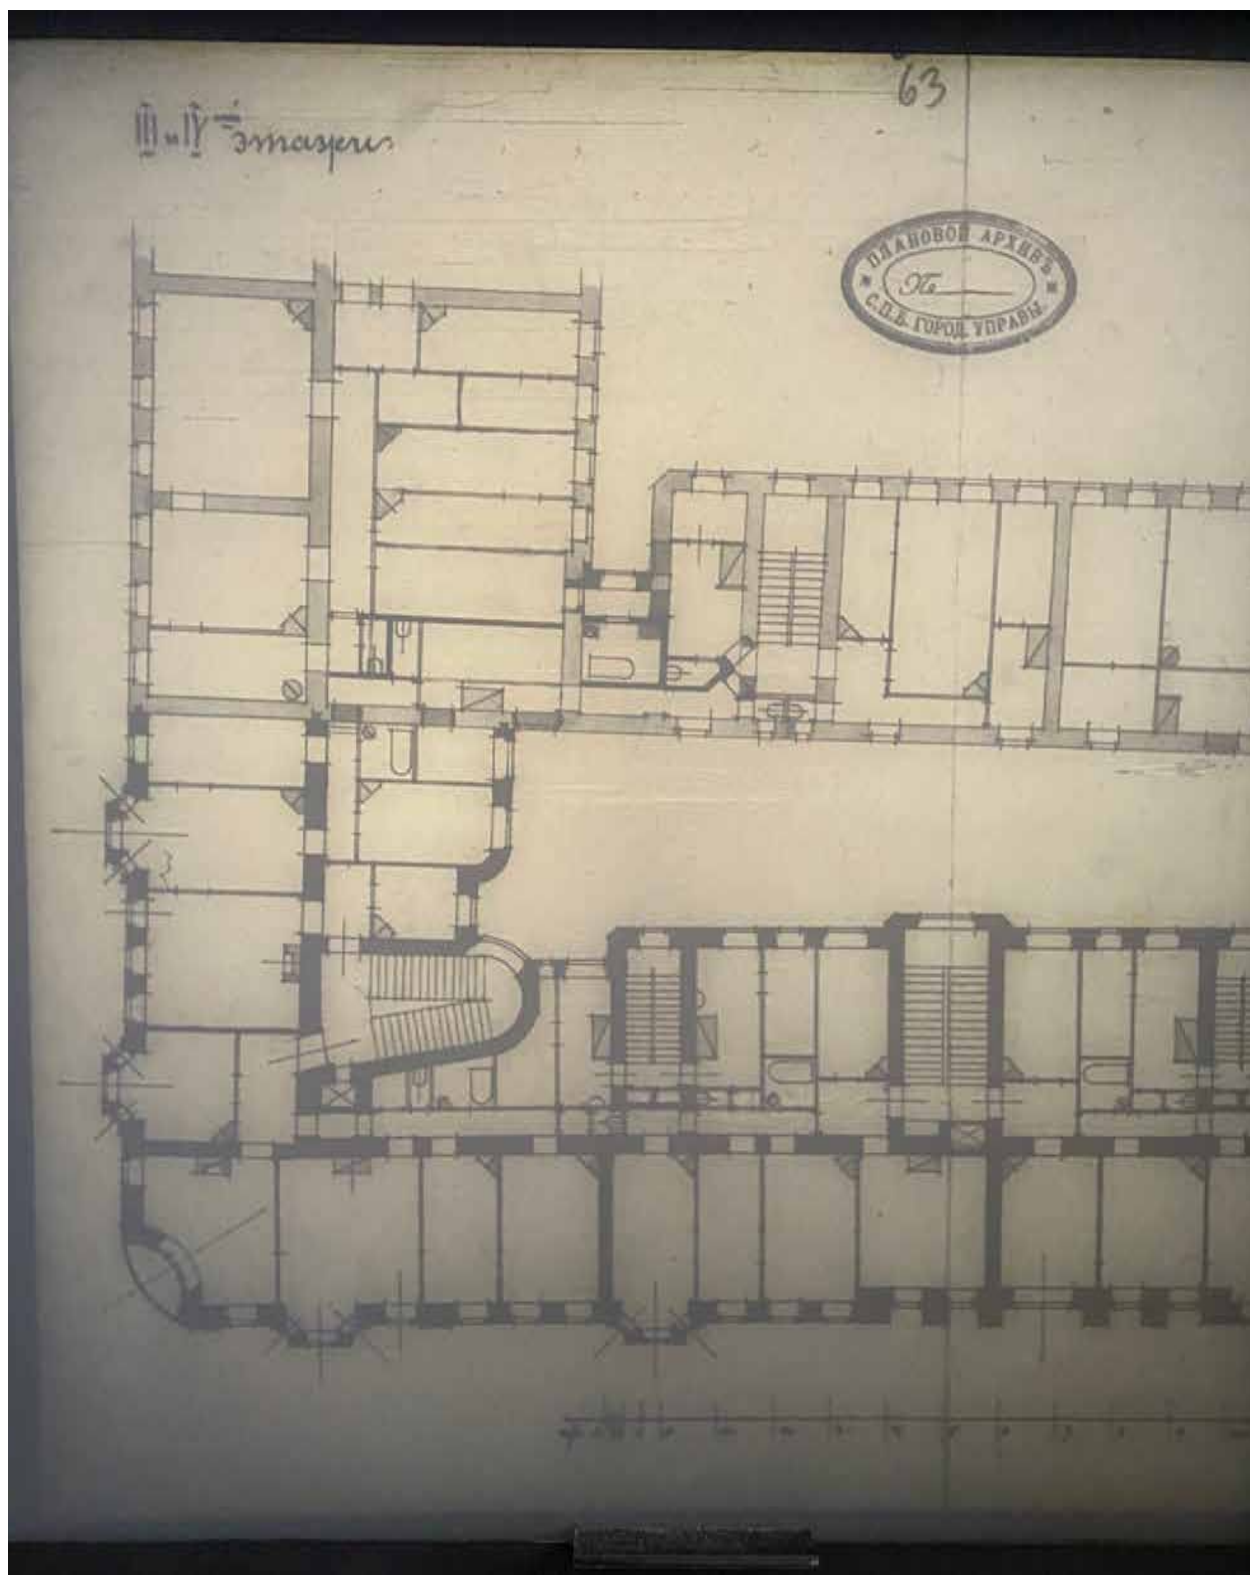 63
III и IV й этажи
ПЛАНОВОЙ АРХИВЪ
№
С.П.Б. ГОРОД. УПРАВЫ.